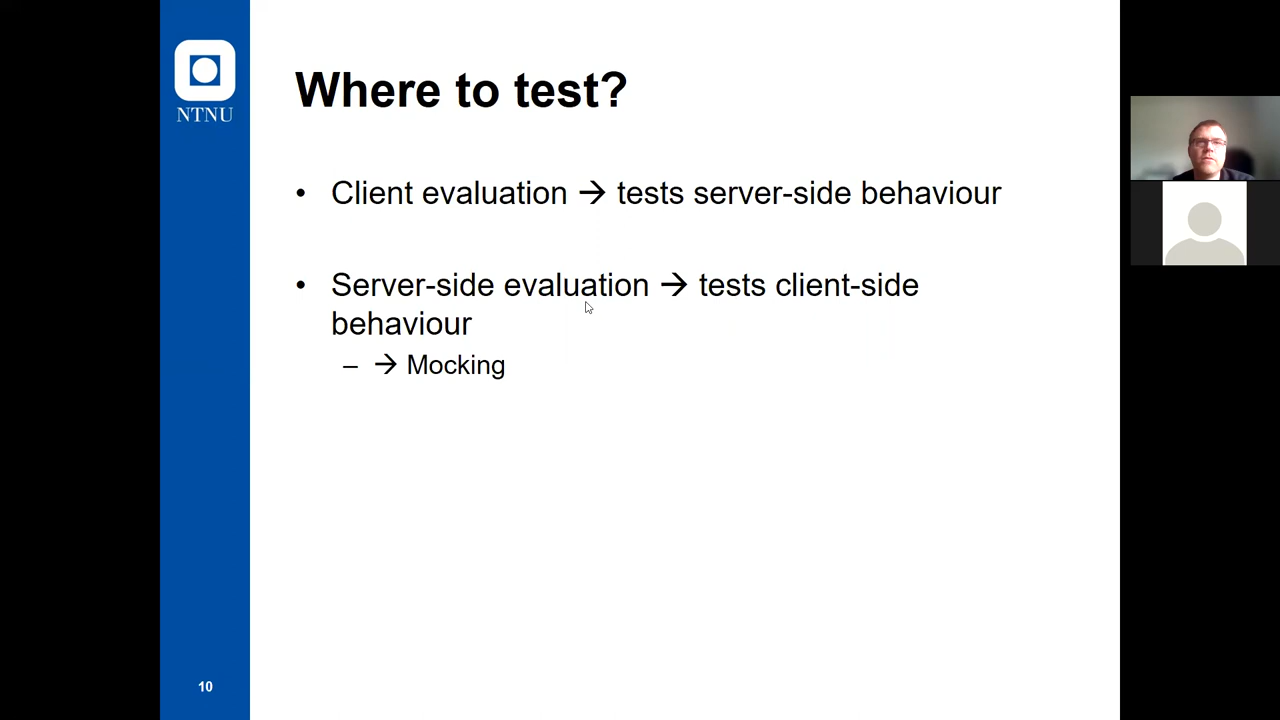 NTNU
Where to test?
• Client evaluation → tests server-side behaviour
• Server-side evaluation → tests client-side
behaviour
– → Mocking
10